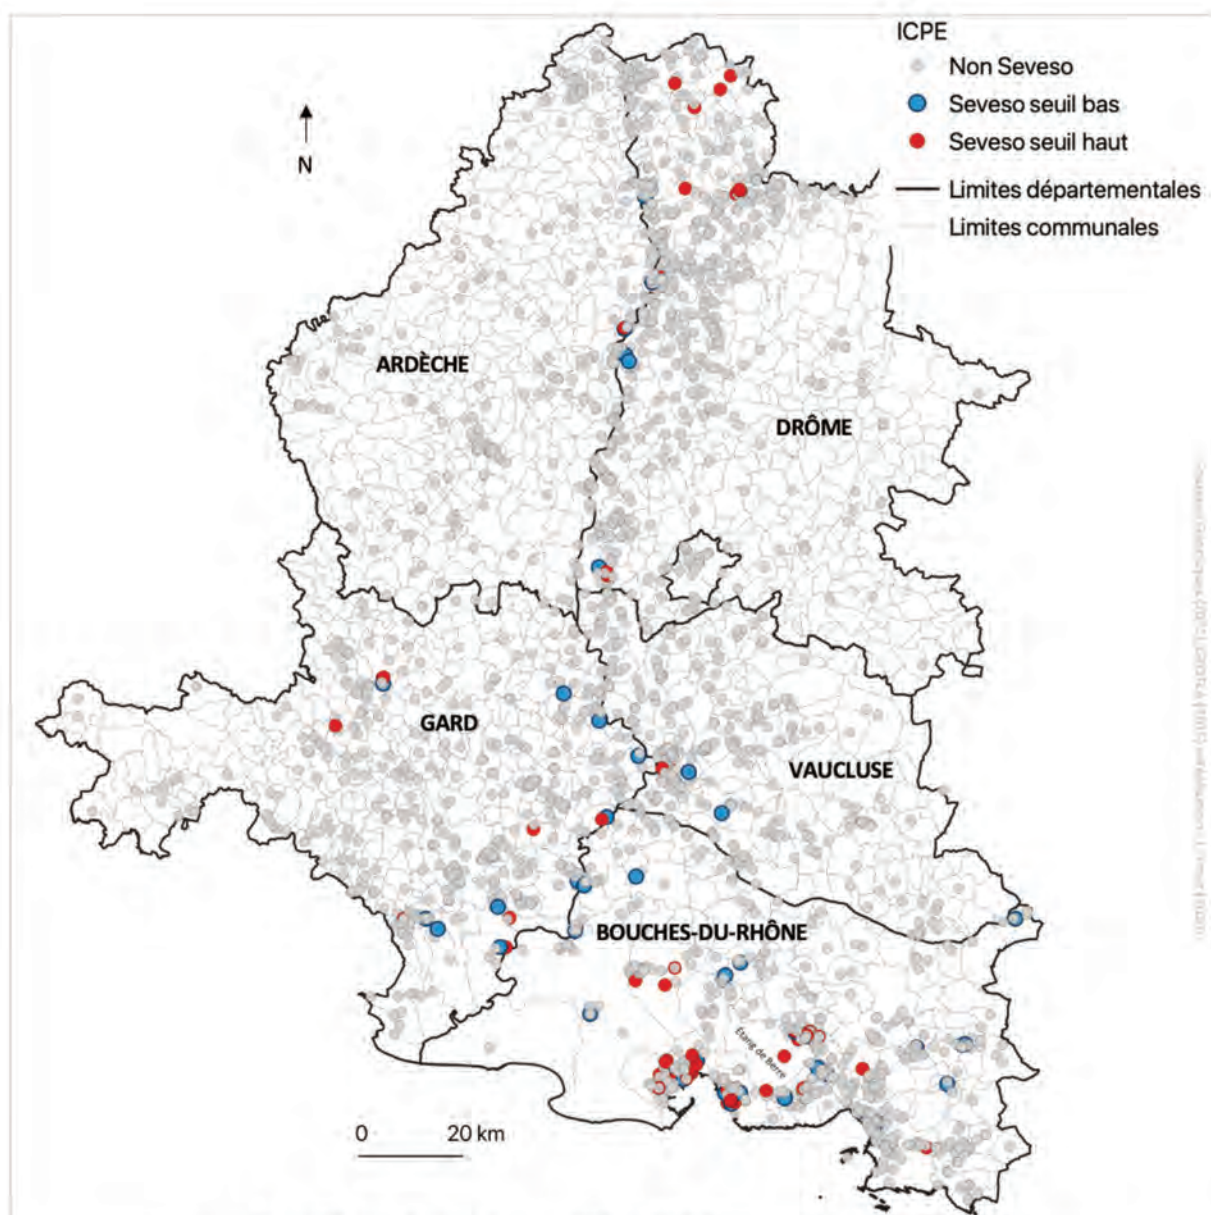 ICPE
Non Seveso
Seveso seuil bas
Seveso seuil haut
Limites départementales
Limites communales
N
ARDÈCHE
DRÔME
GARD
VAUCLUSE
BOUCHES-DU-RHÔNE
Étang de Berre
0 20 km